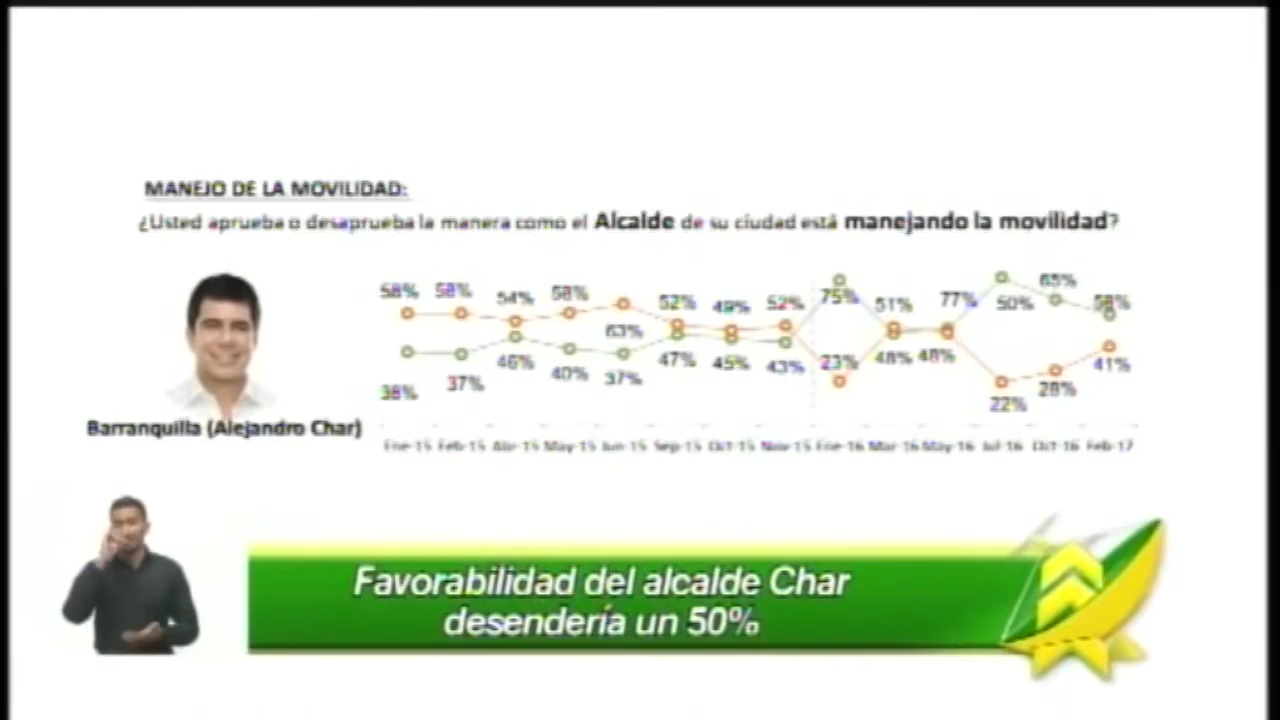 MANEJO DE LA MOVILIDAD:
¿Usted aprueba o desaprueba la manera como el Alcalde de su ciudad está manejando la movilidad?
58% 58% 54% 58% 52% 49% 52% 75% 51% 77% 50% 65% 58%
63%
38% 37% 46% 40% 37% 47% 45% 43% 23% 48% 48% 22% 28% 41%
Barranquilla (Alejandro Char)
Ene-15 Feb-15 Abr-15 May-15 Jun-15 Sep-15 Oct-15 Nov-15 Ene-16 Mar-16 May-16 Jul-16 Oct-16 Feb-17
Favorabilidad del alcalde Char
desendería un 50%